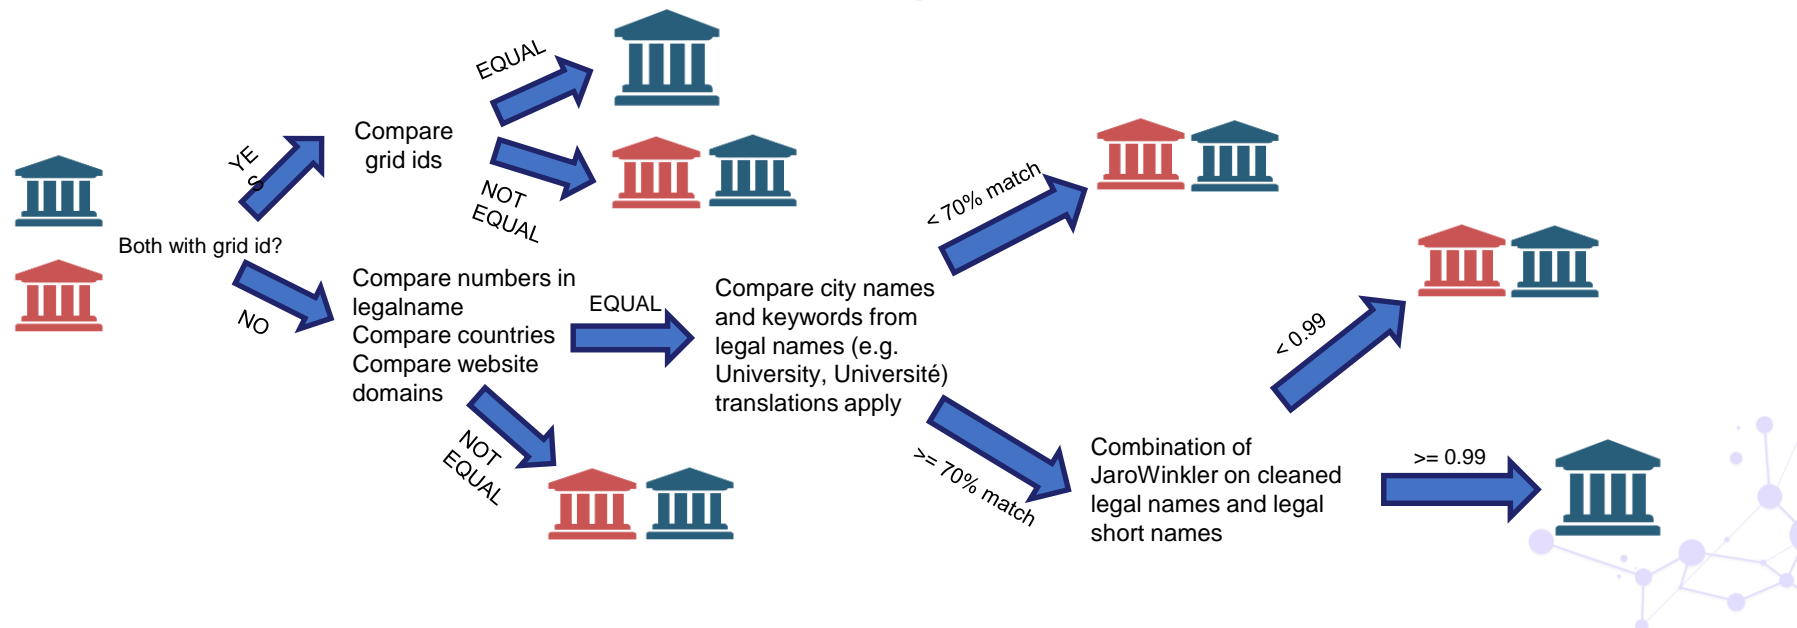 EQUAL
YE
S
Compare
grid ids
NOT
EQUAL
Both with grid id?
NO
Compare numbers in
legalname
Compare countries
Compare website
domains
EQUAL
NOT
EQUAL
Compare city names
and keywords from
legal names (e.g.
University, Université)
translations apply
< 70% match
>= 70% match
Combination of
JaroWinkler on cleaned
legal names and legal
short names
< 0.99
>= 0.99